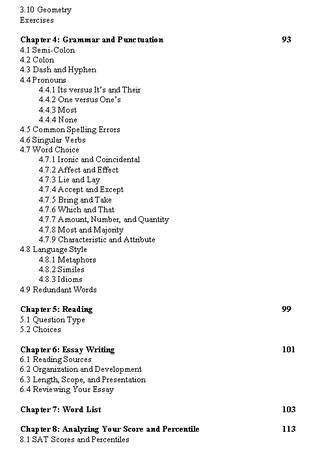 3.10 Geometry
Exercises
Chapter 4: Grammar and Punctuation 93
4.1 Semi-Colon
4.2 Colon
4.3 Dash and Hyphen
4.4 Pronouns
4.4.1 Its versus It's and Their
4.4.2 One versus One's
4.4.3 Most
4.4.4 None
4.5 Common Spelling Errors
4.6 Singular Verbs
4.7 Word Choice
4.7.1 Ironic and Coincidental
4.7.2 Affect and Effect
4.7.3 Lie and Lay
4.7.4 Accept and Except
4.7.5 Bring and Take
4.7.6 Which and That
4.7.7 Amount, Number, and Quantity
4.7.8 Most and Majority
4.7.9 Characteristic and Attribute
4.8 Language Style
4.8.1 Metaphors
4.8.2 Similes
4.8.3 Idioms
4.9 Redundant Words
Chapter 5: Reading 99
5.1 Question Type
5.2 Choices
Chapter 6: Essay Writing 101
6.1 Reading Sources
6.2 Organization and Development
6.3 Length, Scope, and Presentation
6.4 Reviewing Your Essay
Chapter 7: Word List 103
Chapter 8: Analyzing Your Score and Percentile 113
8.1 SAT Scores and Percentiles